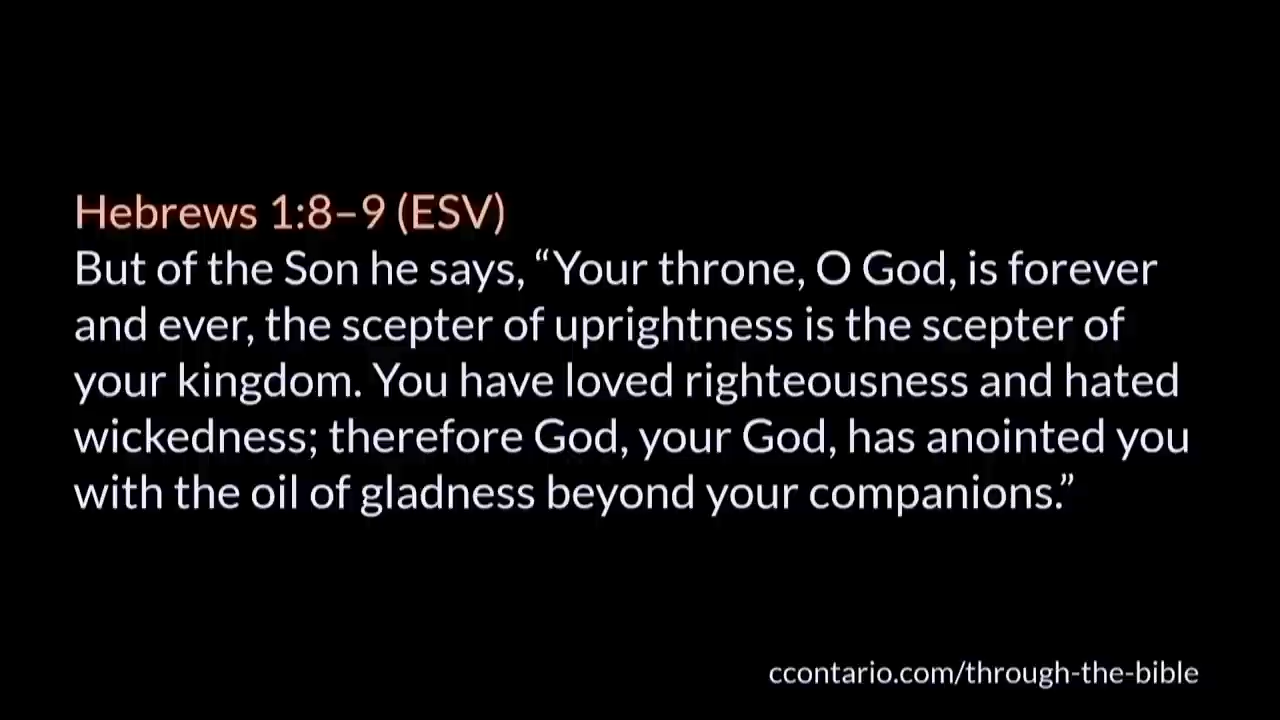 Hebrews 1:8–9 (ESV)
But of the Son he says, “Your throne, O God, is forever
and ever, the scepter of uprightness is the scepter of
your kingdom. You have loved righteousness and hated
wickedness; therefore God, your God, has anointed you
with the oil of gladness beyond your companions.”
ccontario.com/through-the-bible